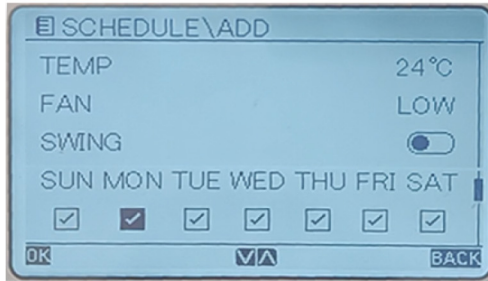 SCHEDULE\ADD
TEMP 24°C
FAN LOW
SWING
SUN MON TUE WED THU FRI SAT
OK BACK